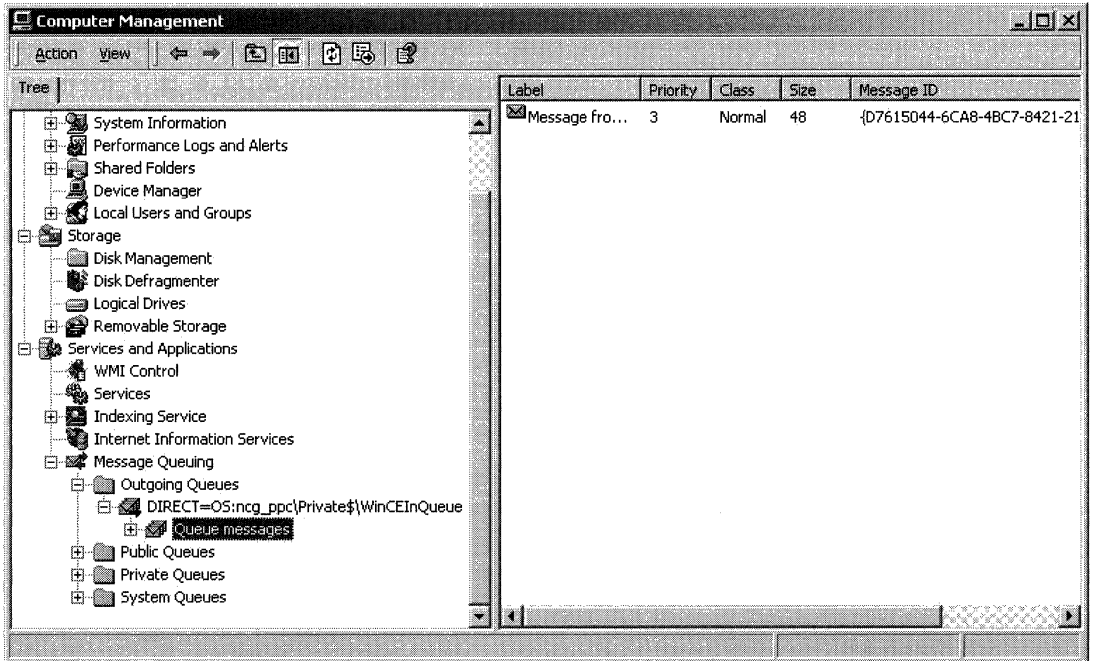 Computer Management
Action View
Tree
System Information
Performance Logs and Alerts
Shared Folders
Device Manager
Local Users and Groups
Storage
Disk Management
Disk Defragmenter
Logical Drives
Removable Storage
Services and Applications
WMI Control
Services
Indexing Service
Internet Information Services
Message Queuing
Outgoing Queues
DIRECT=OS:ncg_ppc\Private$\WinCEInQueue
Queue messages
Public Queues
Private Queues
System Queues
Label Priority Class Size Message ID
Message fro... 3 Normal 48 {D7615044-6CA8-4BC7-8421-21